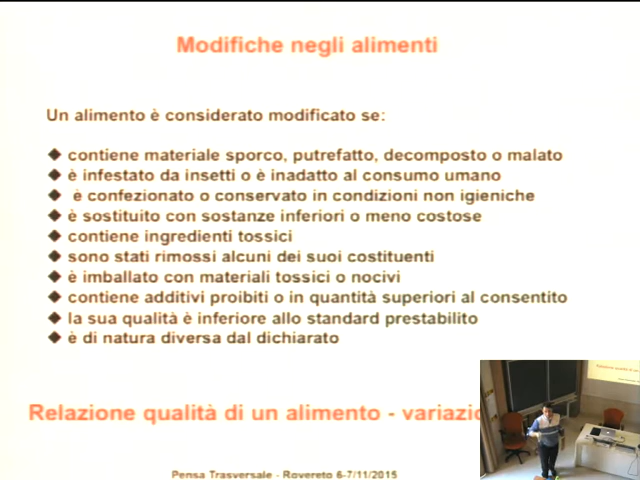 Modifiche negli alimenti
Un alimento è considerato modificato se:
◆ contiene materiale sporco, putrefatto, decomposto o malato
◆ è infestato da insetti o è inadatto al consumo umano
◆ è confezionato o conservato in condizioni non igieniche
◆ è sostituito con sostanze inferiori o meno costose
◆ contiene ingredienti tossici
◆ sono stati rimossi alcuni dei suoi costituenti
◆ è imballato con materiali tossici o nocivi
◆ contiene additivi proibiti o in quantità superiori al consentito
◆ la sua qualità è inferiore allo standard prestabilito
◆ è di natura diversa dal dichiarato
Relazione qualità di un alimento - variazio
Pensa Trasversale - Rovereto 6-7/11/2015